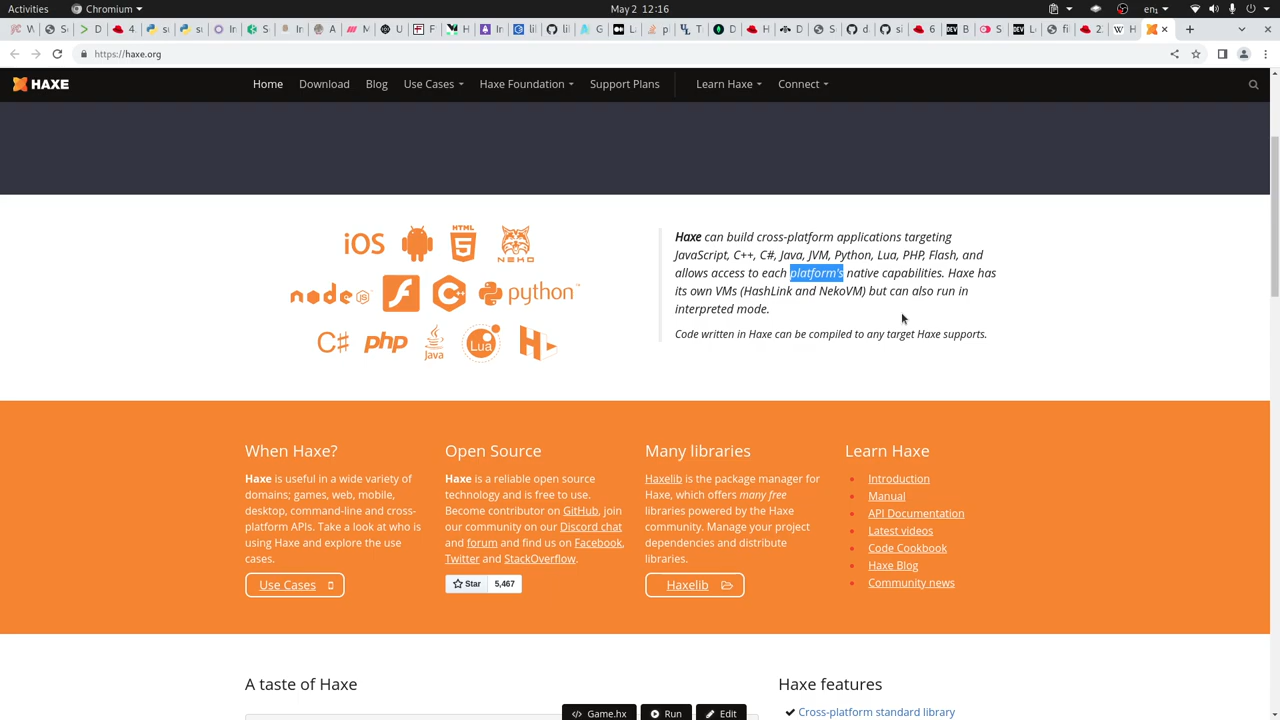 Activities
Chromium
May 2 12:16
en
https://haxe.org
HAXE
Home
Download
Blog
Use Cases
Haxe Foundation
Support Plans
Learn Haxe
Connect
iOS
HTML
5
NEKO
node
JS
C++
python
C#
php
Java
Lua
Haxe can build cross-platform applications targeting
JavaScript, C++, C#, Java, JVM, Python, Lua, PHP, Flash, and
allows access to each platform's native capabilities. Haxe has
its own VMs (HashLink and NekoVM) but can also run in
interpreted mode.
Code written in Haxe can be compiled to any target Haxe supports.
When Haxe?
Haxe is useful in a wide variety of
domains; games, web, mobile,
desktop, command-line and cross-
platform APIs. Take a look at who is
using Haxe and explore the use
cases.
Use Cases
Open Source
Haxe is a reliable open source
technology and is free to use.
Become contributor on GitHub, join
our community on our Discord chat
and forum and find us on Facebook,
Twitter and StackOverflow.
Star 5,467
Many libraries
Haxelib is the package manager for
Haxe, which offers many free
libraries powered by the Haxe
community. Manage your project
dependencies and distribute
libraries.
Haxelib
Learn Haxe
Introduction
Manual
API Documentation
Latest videos
Code Cookbook
Haxe Blog
Community news
A taste of Haxe
Game.hx
Run
Edit
Haxe features
Cross-platform standard library